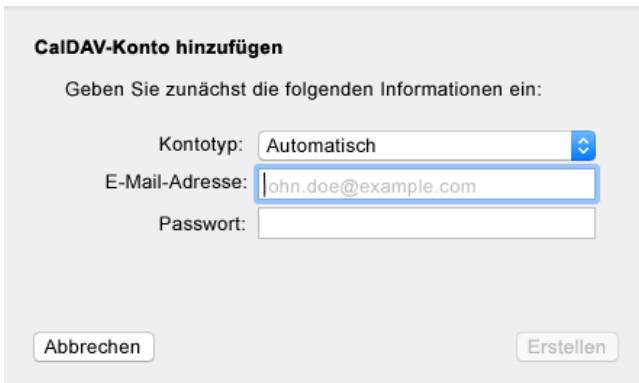 CalDAV-Konto hinzufügen
Geben Sie zunächst die folgenden Informationen ein:
Kontotyp: Automatisch
E-Mail-Adresse: john.doe@example.com
Passwort:
Abbrechen Erstellen